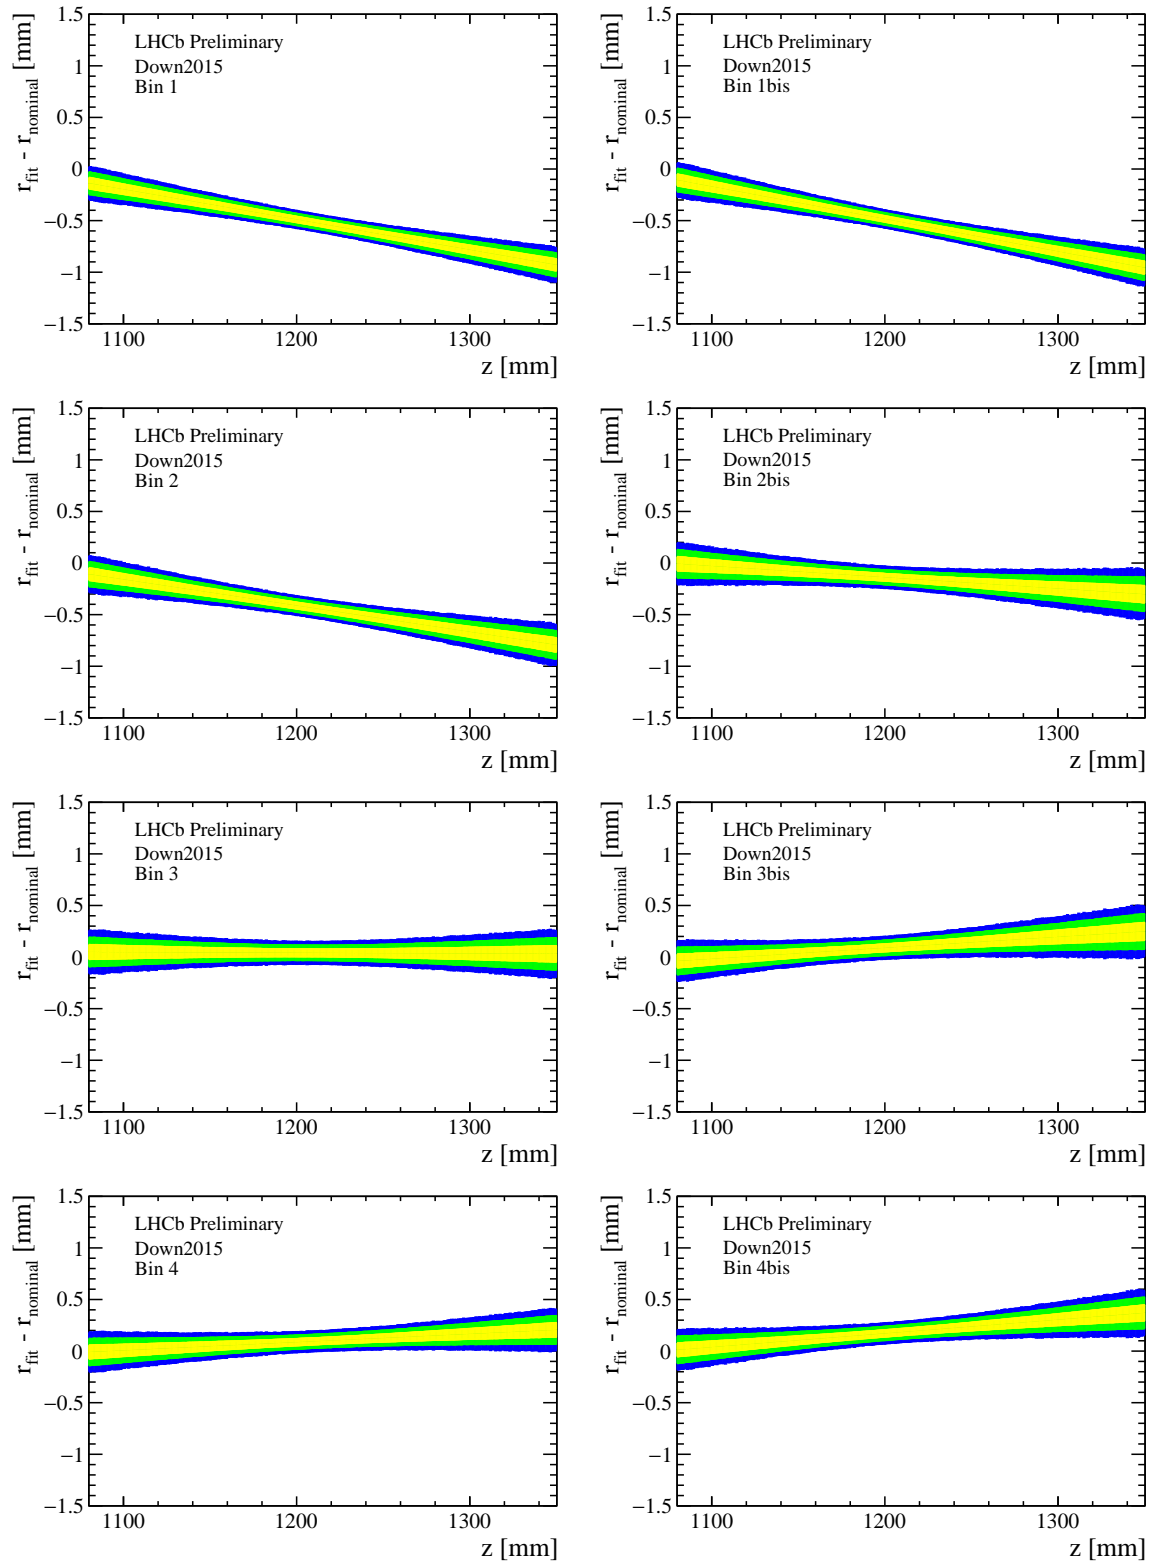 r_fit - r_nominal [mm]
1.5
1
0.5
0
−0.5
−1
−1.5
LHCb Preliminary
Down2015
Bin 1
1100 1200 1300
z [mm]
r_fit - r_nominal [mm]
1.5
1
0.5
0
−0.5
−1
−1.5
LHCb Preliminary
Down2015
Bin 1bis
1100 1200 1300
z [mm]
r_fit - r_nominal [mm]
1.5
1
0.5
0
−0.5
−1
−1.5
LHCb Preliminary
Down2015
Bin 2
1100 1200 1300
z [mm]
r_fit - r_nominal [mm]
1.5
1
0.5
0
−0.5
−1
−1.5
LHCb Preliminary
Down2015
Bin 2bis
1100 1200 1300
z [mm]
r_fit - r_nominal [mm]
1.5
1
0.5
0
−0.5
−1
−1.5
LHCb Preliminary
Down2015
Bin 3
1100 1200 1300
z [mm]
r_fit - r_nominal [mm]
1.5
1
0.5
0
−0.5
−1
−1.5
LHCb Preliminary
Down2015
Bin 3bis
1100 1200 1300
z [mm]
r_fit - r_nominal [mm]
1.5
1
0.5
0
−0.5
−1
−1.5
LHCb Preliminary
Down2015
Bin 4
1100 1200 1300
z [mm]
r_fit - r_nominal [mm]
1.5
1
0.5
0
−0.5
−1
−1.5
LHCb Preliminary
Down2015
Bin 4bis
1100 1200 1300
z [mm]